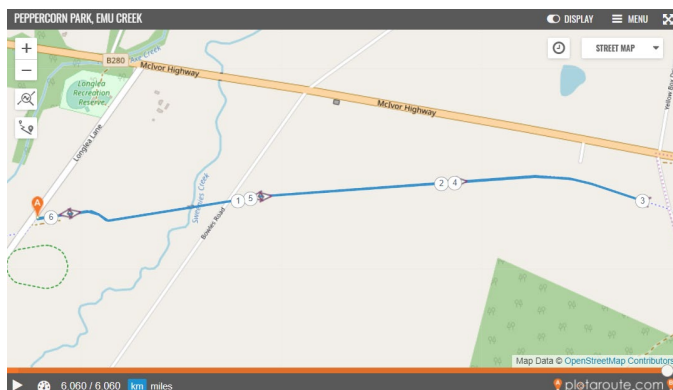 PEPPERCORN PARK, EMU CREEK
DISPLAY
MENU
+
−
STREET MAP
B280
McIvor Highway
McIvor Highway
Longlea
Recreation
Reserve
Longlea Lane
Sweenies Creek
Bowles Road
A
6
1
5
2
4
3
Map Data © OpenStreetMap Contributors
6.060 / 6.060 km miles
plotaroute.com